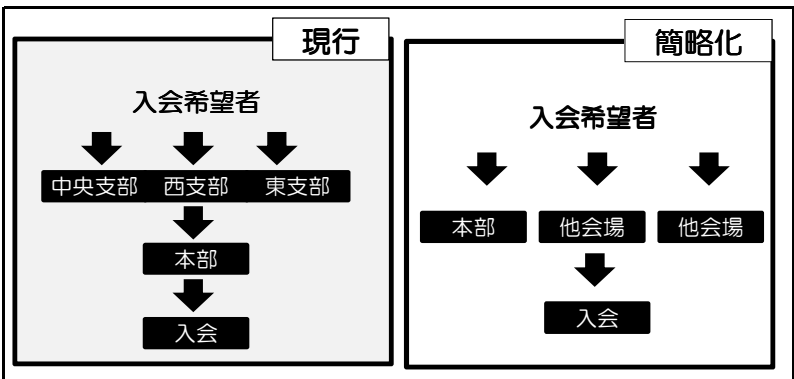 現行
入会希望者
中央支部 西支部 東支部
本部
入会
簡略化
入会希望者
本部 他会場 他会場
入会